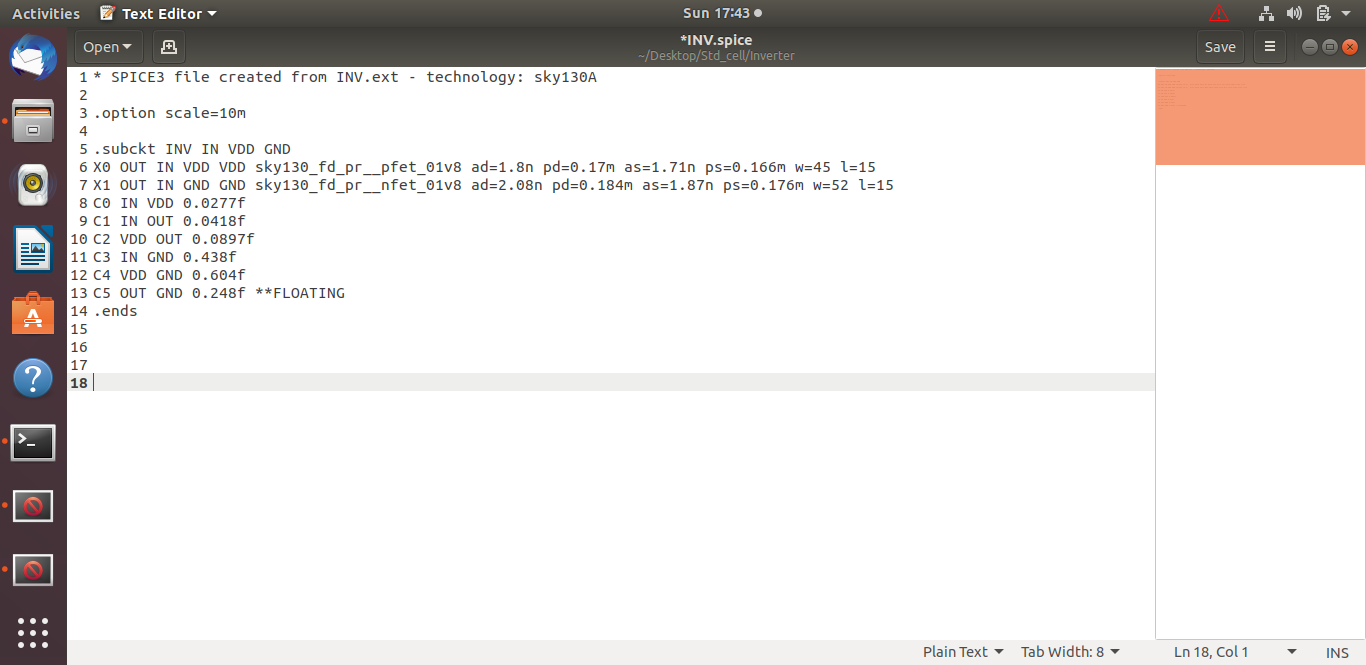 Activities Text Editor Sun 17:43
Open *INV.spice Save
~/Desktop/Std_cell/Inverter
1 * SPICE3 file created from INV.ext - technology: sky130A
2
3 .option scale=10m
4
5 .subckt INV IN VDD GND
6 X0 OUT IN VDD VDD sky130_fd_pr__pfet_01v8 ad=1.8n pd=0.17m as=1.71n ps=0.166m w=45 l=15
7 X1 OUT IN GND GND sky130_fd_pr__nfet_01v8 ad=2.08n pd=0.184m as=1.87n ps=0.176m w=52 l=15
8 C0 IN VDD 0.0277f
9 C1 IN OUT 0.0418f
10 C2 VDD OUT 0.0897f
11 C3 IN GND 0.438f
12 C4 VDD GND 0.604f
13 C5 OUT GND 0.248f **FLOATING
14 .ends
15
16
17
18
Plain Text Tab Width: 8 Ln 18, Col 1 INS